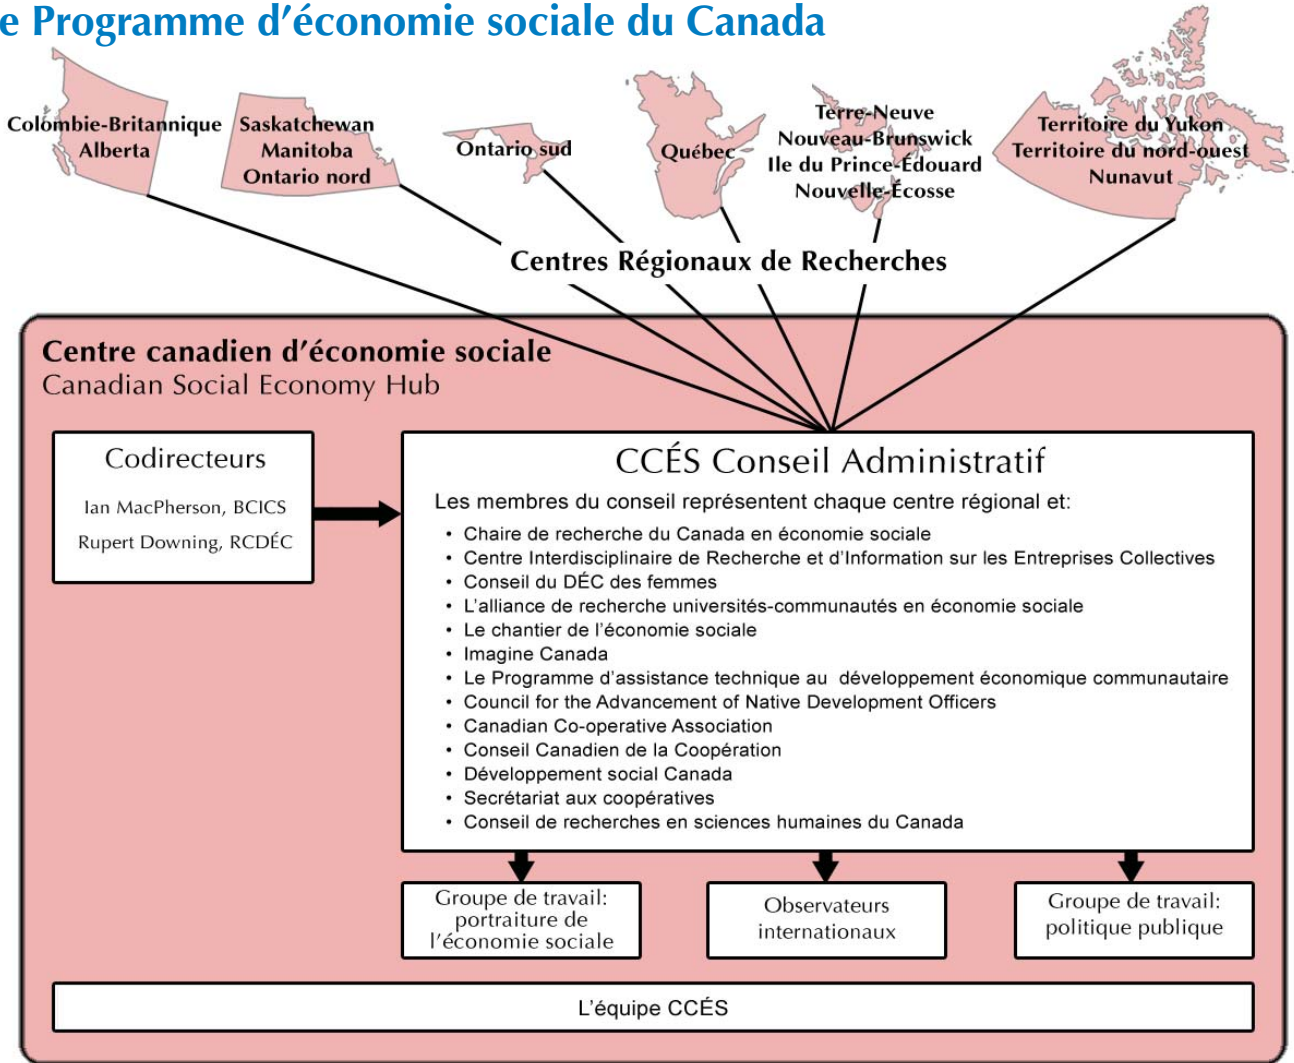 e Programme d'économie sociale du Canada
Colombie-Britannique
Alberta
Saskatchewan
Manitoba
Ontario nord
Ontario sud
Québec
Terre-Neuve
Nouveau-Brunswick
Ile du Prince-Édouard
Nouvelle-Écosse
Territoire du Yukon
Territoire du nord-ouest
Nunavut
Centres Régionaux de Recherches
Centre canadien d'économie sociale
Canadian Social Economy Hub
Codirecteurs
Ian MacPherson, BCICS
Rupert Downing, RCDÉC
CCÉS Conseil Administratif
Les membres du conseil représentent chaque centre régional et:
• Chaire de recherche du Canada en économie sociale
• Centre Interdisciplinaire de Recherche et d'Information sur les Entreprises Collectives
• Conseil du DÉC des femmes
• L'alliance de recherche universités-communautés en économie sociale
• Le chantier de l'économie sociale
• Imagine Canada
• Le Programme d'assistance technique au développement économique communautaire
• Council for the Advancement of Native Development Officers
• Canadian Co-operative Association
• Conseil Canadien de la Coopération
• Développement social Canada
• Secrétariat aux coopératives
• Conseil de recherches en sciences humaines du Canada
Groupe de travail:
portraiture de
l'économie sociale
Observateurs
internationaux
Groupe de travail:
politique publique
L'équipe CCÉS